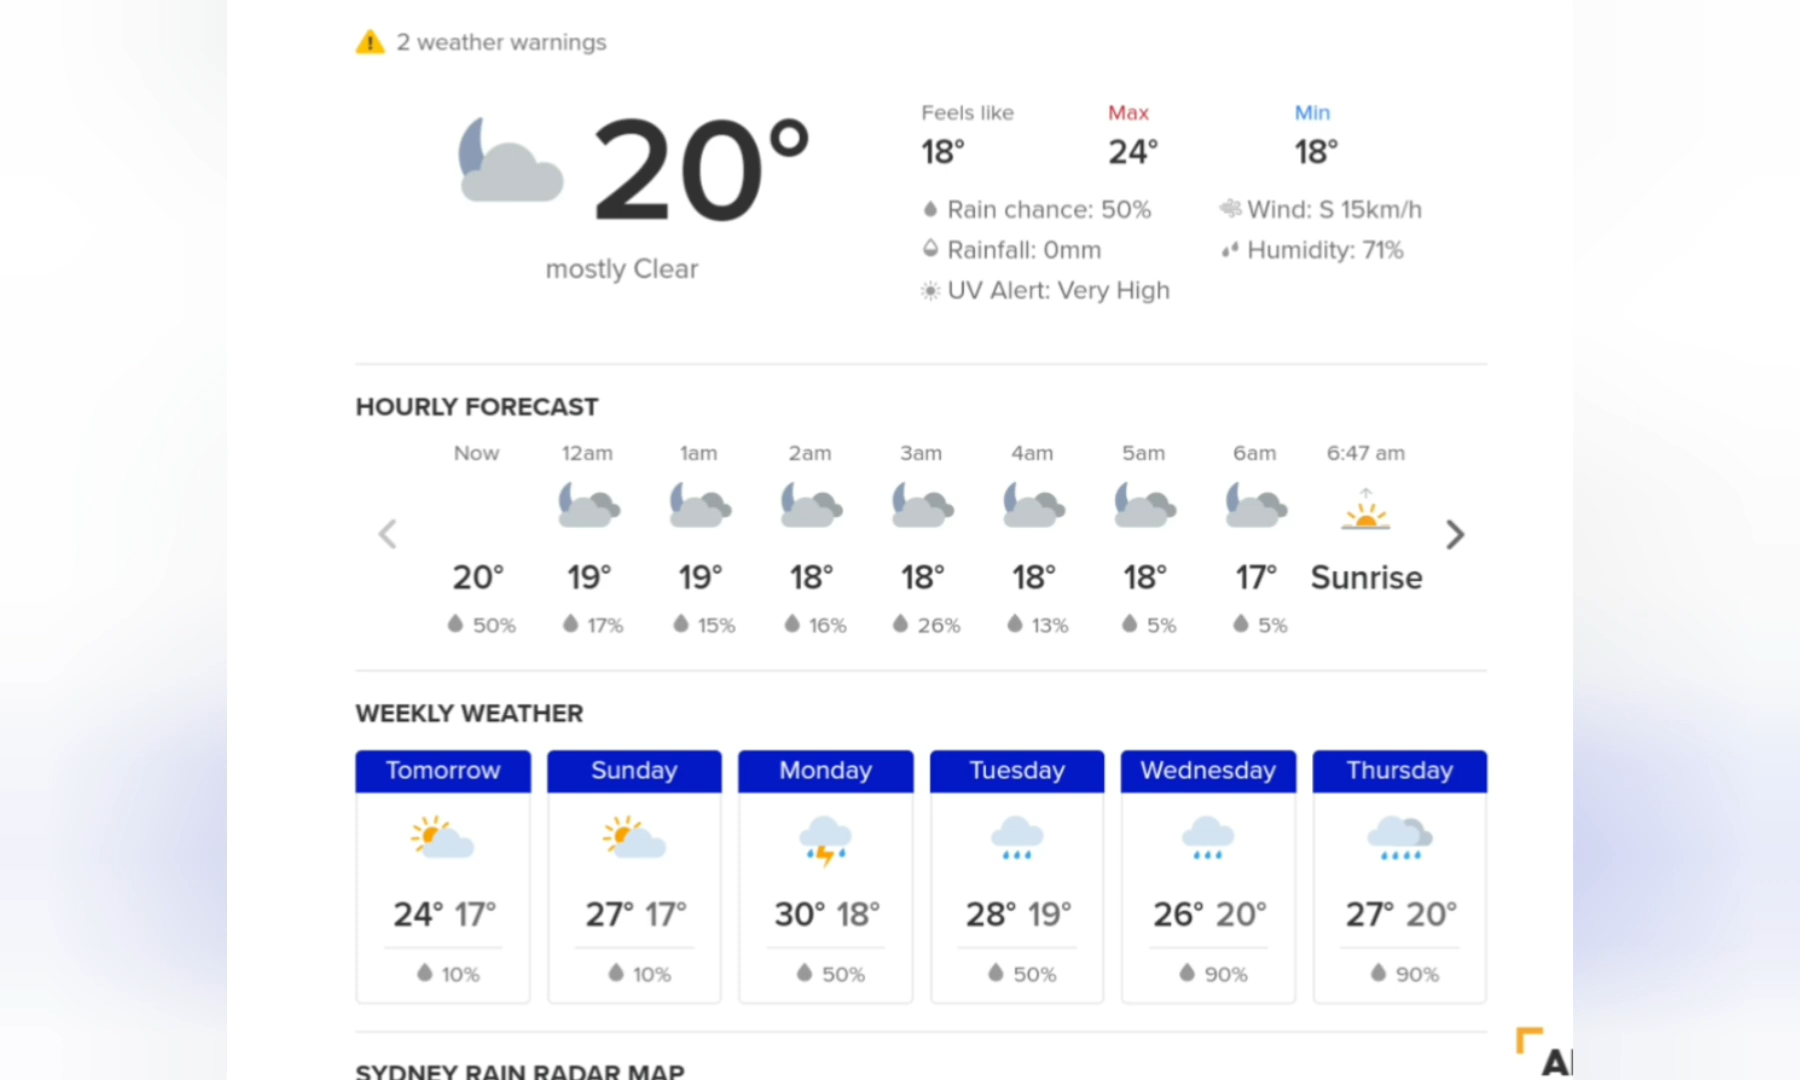 2 weather warnings
20°
mostly Clear
Feels like Max Min
18° 24° 18°
Rain chance: 50% Wind: S 15km/h
Rainfall: 0mm Humidity: 71%
UV Alert: Very High
HOURLY FORECAST
Now 12am 1am 2am 3am 4am 5am 6am 6:47 am
20° 19° 19° 18° 18° 18° 18° 17° Sunrise
50% 17% 15% 16% 26% 13% 5% 5%
WEEKLY WEATHER
Tomorrow Sunday Monday Tuesday Wednesday Thursday
24° 17° 27° 17° 30° 18° 28° 19° 26° 20° 27° 20°
10% 10% 50% 50% 90% 90%
SYDNEY RAIN RADAR MAP